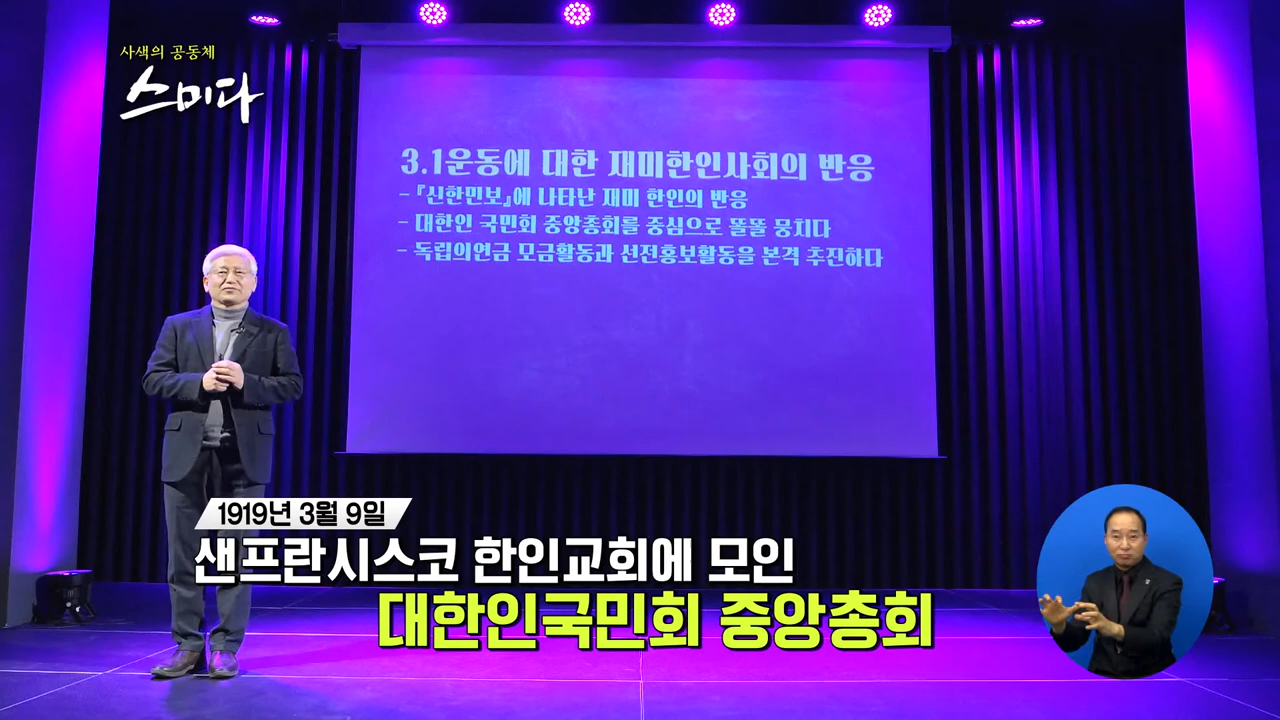 사색의 공동체
스미다
3.1운동에 대한 재미한인사회의 반응
- 『신한민보』에 나타난 재미 한인의 반응
- 대한인 국민회 중앙총회를 중심으로 똘똘 뭉치다
- 독립의연금 모금활동과 선전홍보활동을 본격 추진하다
1919년 3월 9일
샌프란시스코 한인교회에 모인
대한인국민회 중앙총회